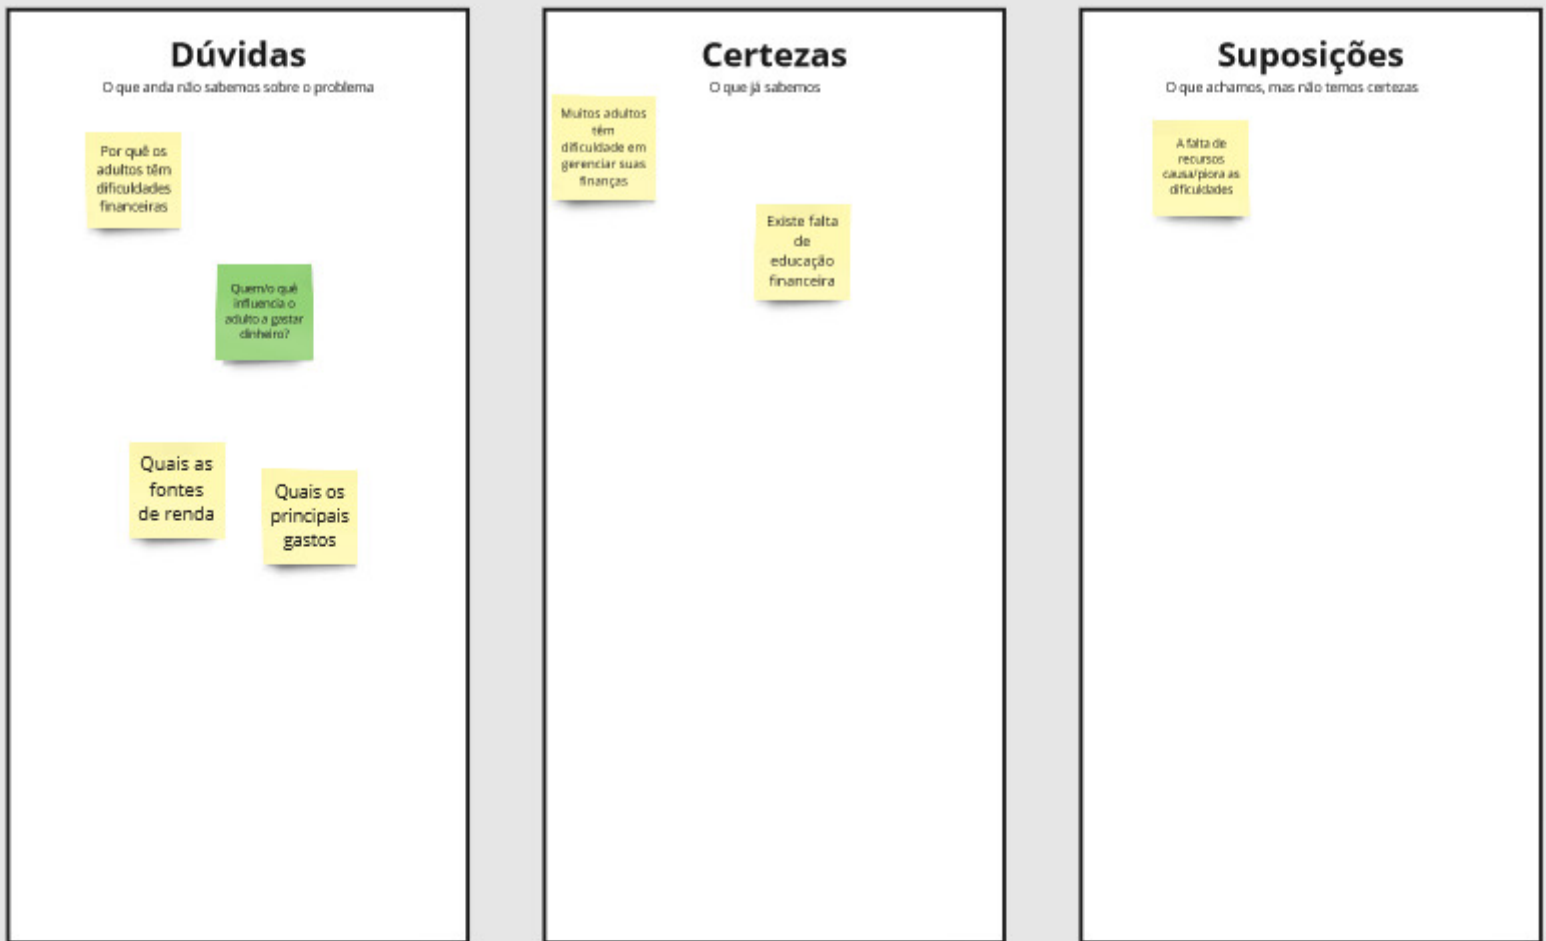 Dúvidas
O que anda não sabemos sobre o problema
Por quê os
adultos têm
dificuldades
financeiras
Quem/o quê
influencia o
adulto a gastar
dinheiro?
Quais as
fontes
de renda
Quais os
principais
gastos
Certezas
O que já sabemos
Muitos adultos
têm
dificuldade em
gerenciar suas
finanças
Existe falta
de
educação
financeira
Suposições
O que achamos, mas não temos certezas
A falta de
recursos
causa/piora as
dificuldades